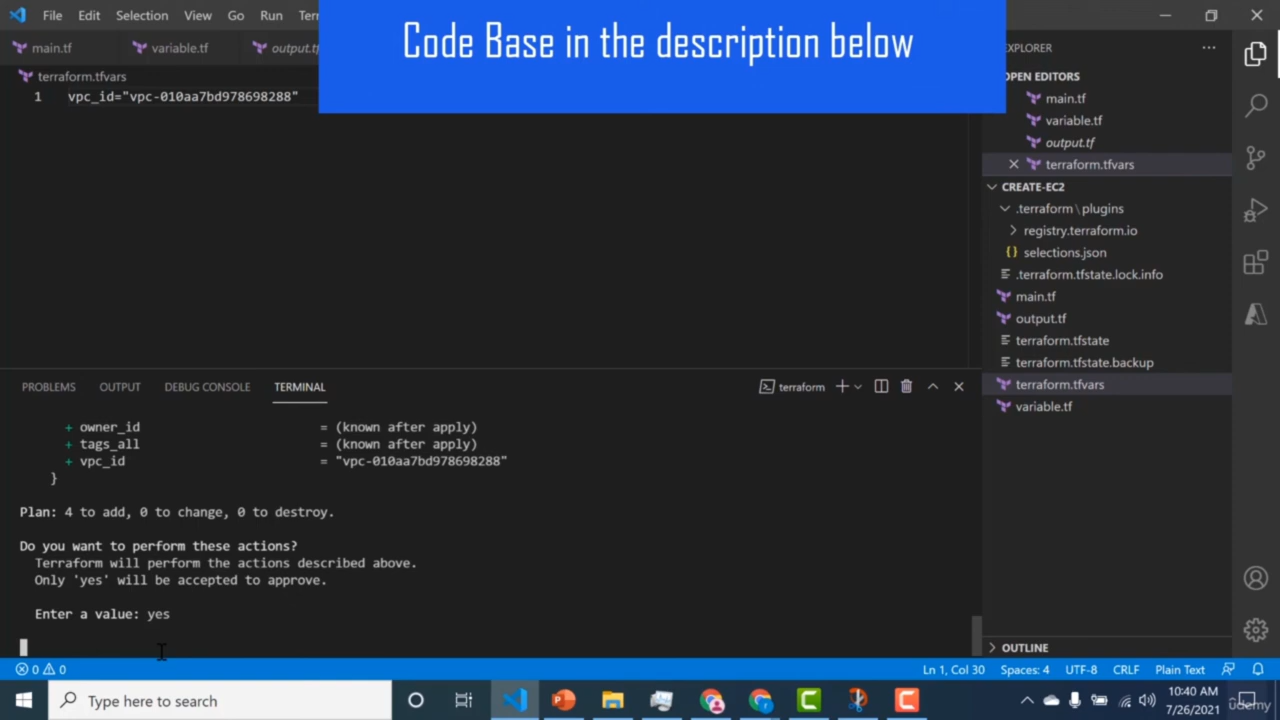 File Edit Selection View Go Run Ter
Code Base in the description below
main.tf variable.tf output.tf
EXPLORER
terraform.tfvars
OPEN EDITORS
1 vpc_id="vpc-010aa7bd978698288"
main.tf
variable.tf
output.tf
terraform.tfvars
CREATE-EC2
.terraform\plugins
registry.terraform.io
{} selections.json
.terraform.tfstate.lock.info
main.tf
output.tf
terraform.tfstate
terraform.tfstate.backup
terraform.tfvars
variable.tf
PROBLEMS OUTPUT DEBUG CONSOLE TERMINAL
terraform
+ owner_id = (known after apply)
+ tags_all = (known after apply)
+ vpc_id = "vpc-010aa7bd978698288"
}
Plan: 4 to add, 0 to change, 0 to destroy.
Do you want to perform these actions?
Terraform will perform the actions described above.
Only 'yes' will be accepted to approve.
Enter a value: yes
OUTLINE
0 0
Ln 1, Col 30 Spaces: 4 UTF-8 CRLF Plain Text
Type here to search
10:40 AM
7/26/2021
udemy